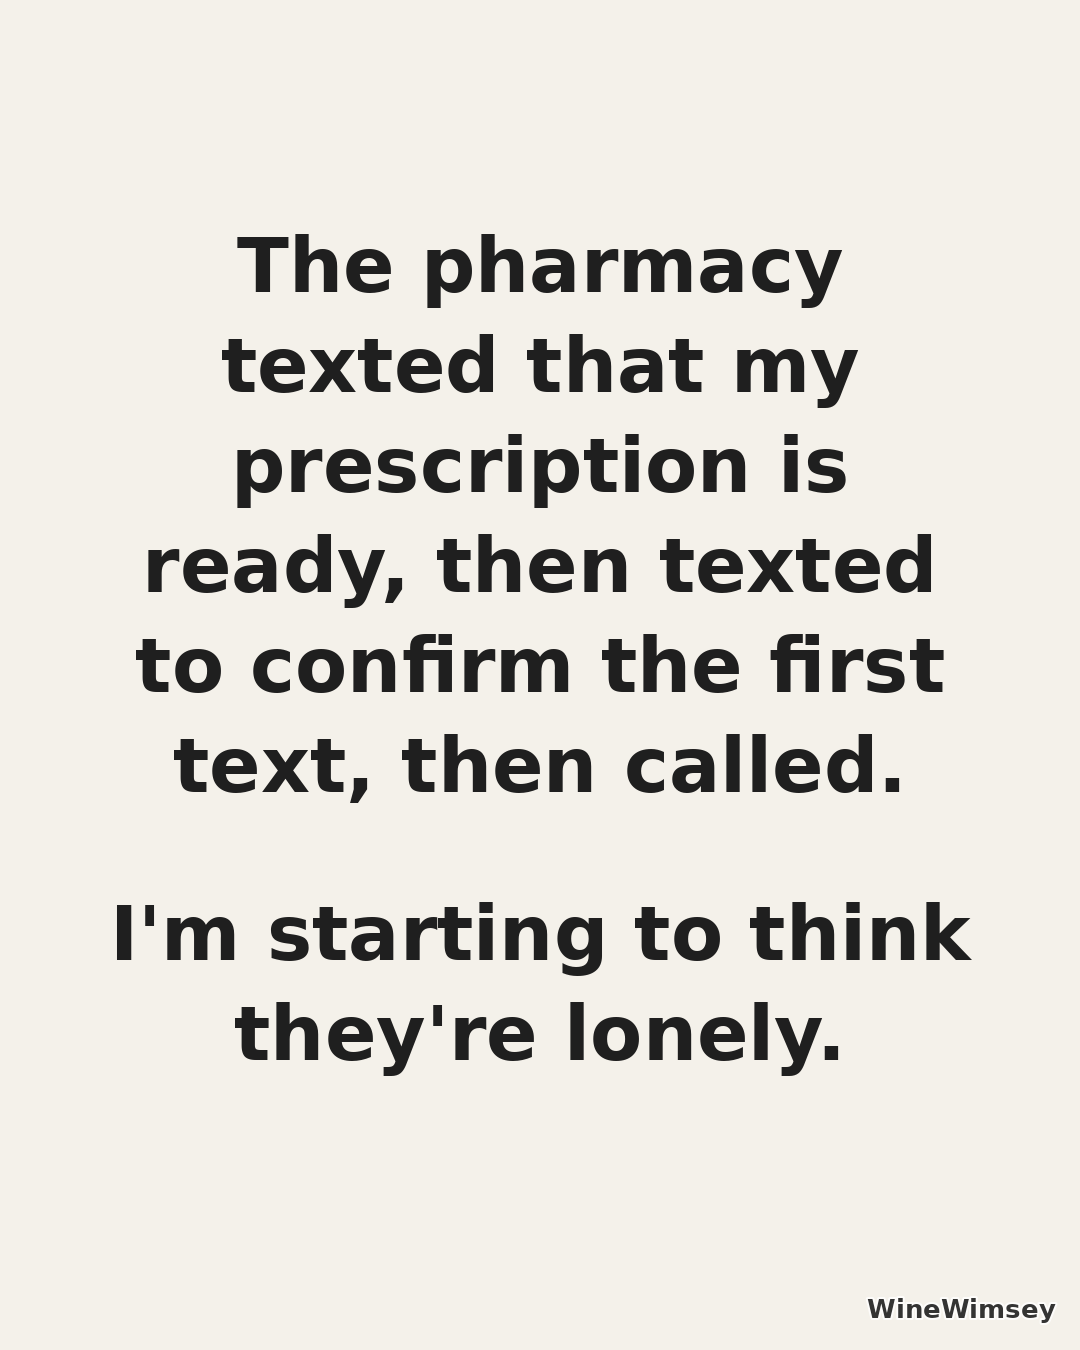 The pharmacy
texted that my
prescription is
ready, then texted
to confirm the first
text, then called.
I'm starting to think
they're lonely.
WineWimsey